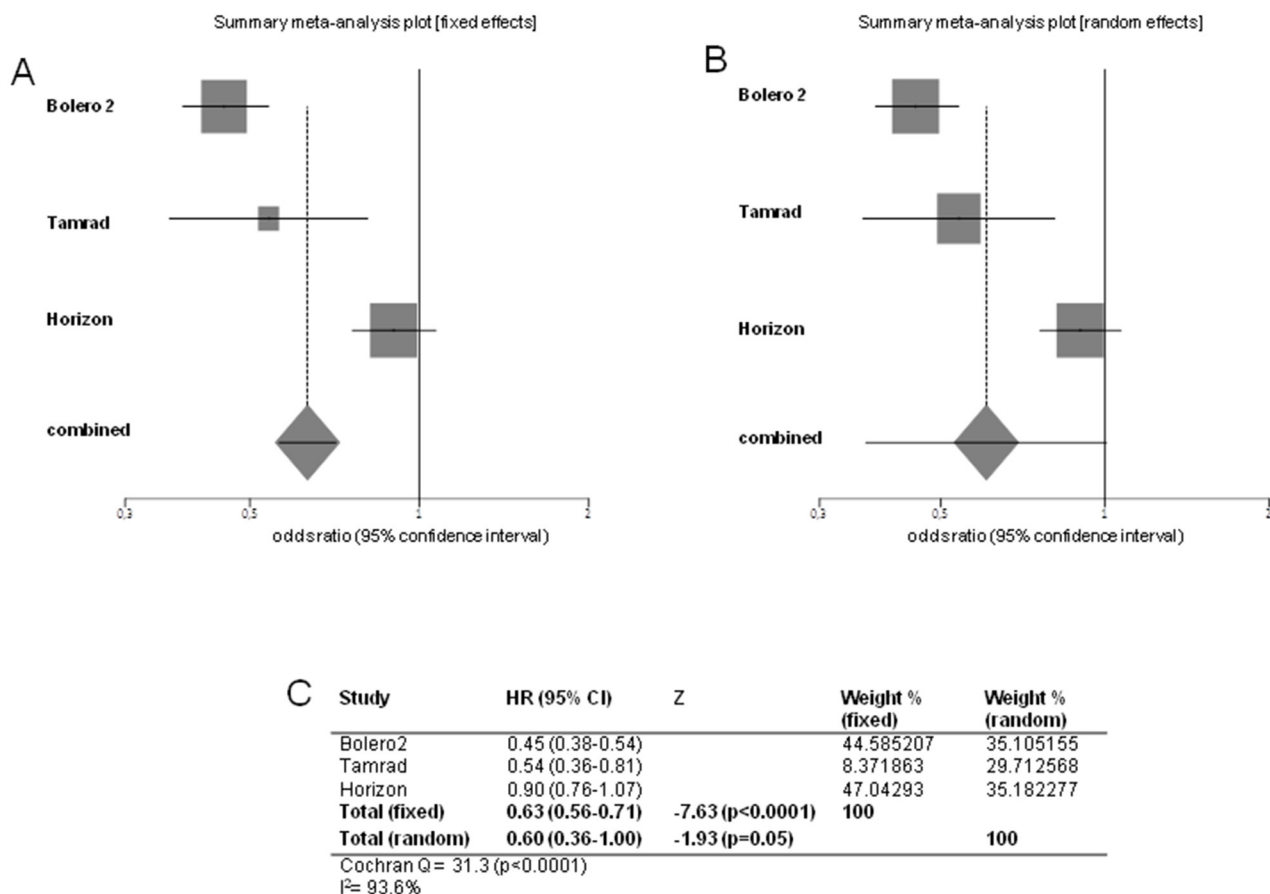 Summary meta-analysis plot [fixed effects]
A
Bolero 2
Tamrad
Horizon
combined
0,3 0,5 1 2
odds ratio (95% confidence interval)
Summary meta-analysis plot [random effects]
B
Bolero 2
Tamrad
Horizon
combined
0,3 0,5 1 2
odds ratio (95% confidence interval)
C
Study HR (95% CI) Z Weight % (fixed) Weight % (random)
Bolero2 0.45 (0.38-0.54) 44.585207 35.105155
Tamrad 0.54 (0.36-0.81) 8.371863 29.712568
Horizon 0.90 (0.76-1.07) 47.04293 35.182277
Total (fixed) 0.63 (0.56-0.71) -7.63 (p<0.0001) 100
Total (random) 0.60 (0.36-1.00) -1.93 (p=0.05) 100
Cochran Q = 31.3 (p<0.0001)
I²= 93.6%